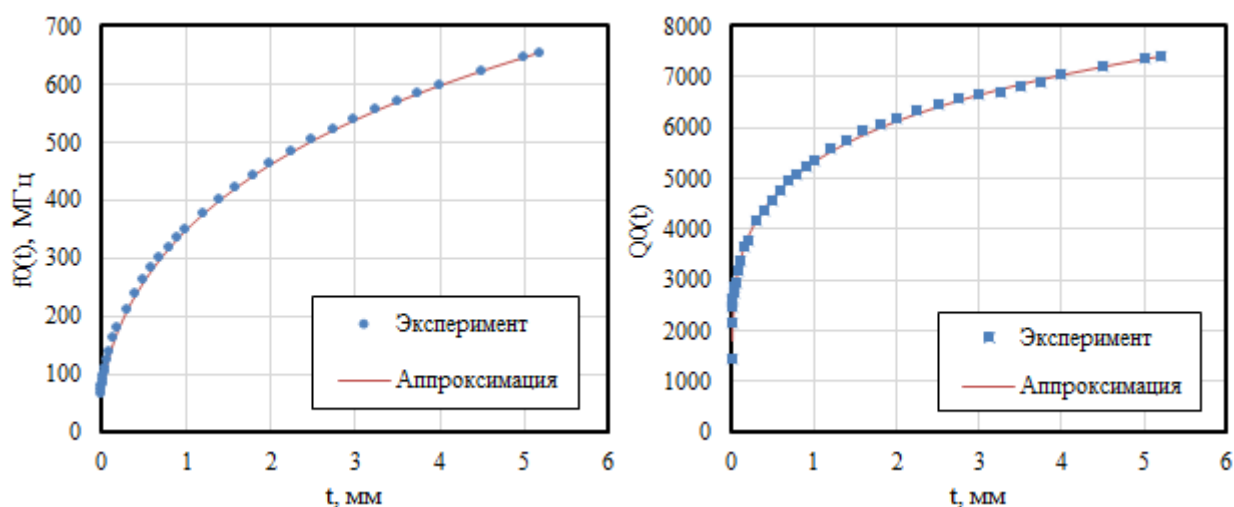 700
600
500
400
300
200
100
0
f0(t), МГц
Эксперимент
Аппроксимация
0 1 2 3 4 5 6
t, мм
8000
7000
6000
5000
4000
3000
2000
1000
0
Q0(t)
Эксперимент
Аппроксимация
0 1 2 3 4 5 6
t, мм